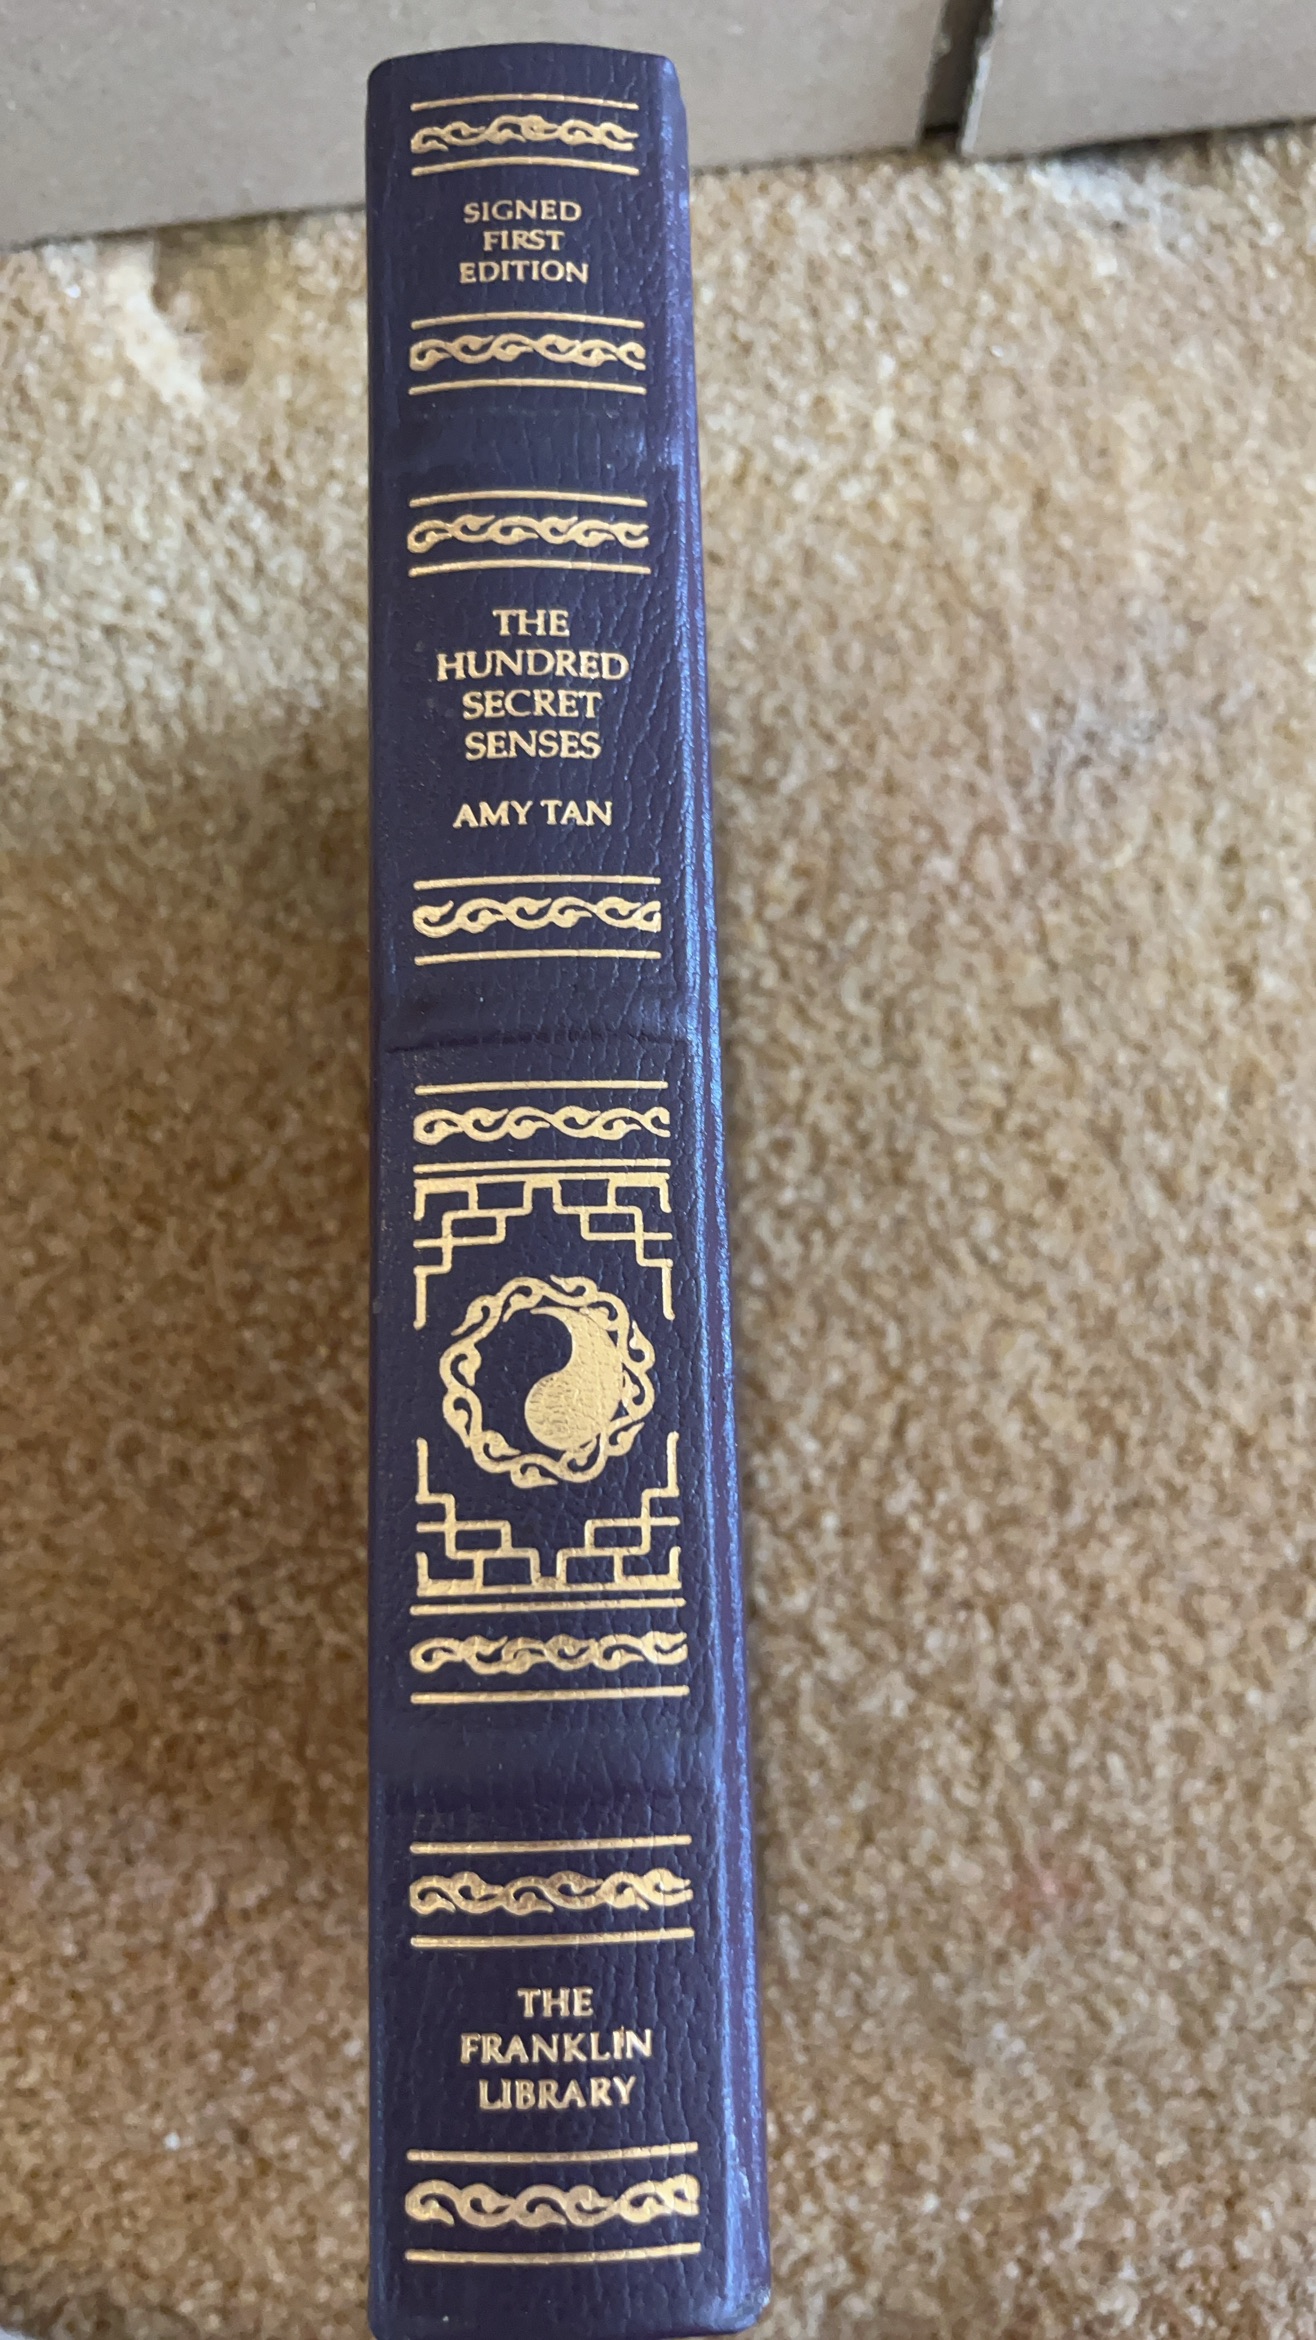 SIGNED
FIRST
EDITION
THE
HUNDRED
SECRET
SENSES
AMY TAN
THE
FRANKLIN
LIBRARY